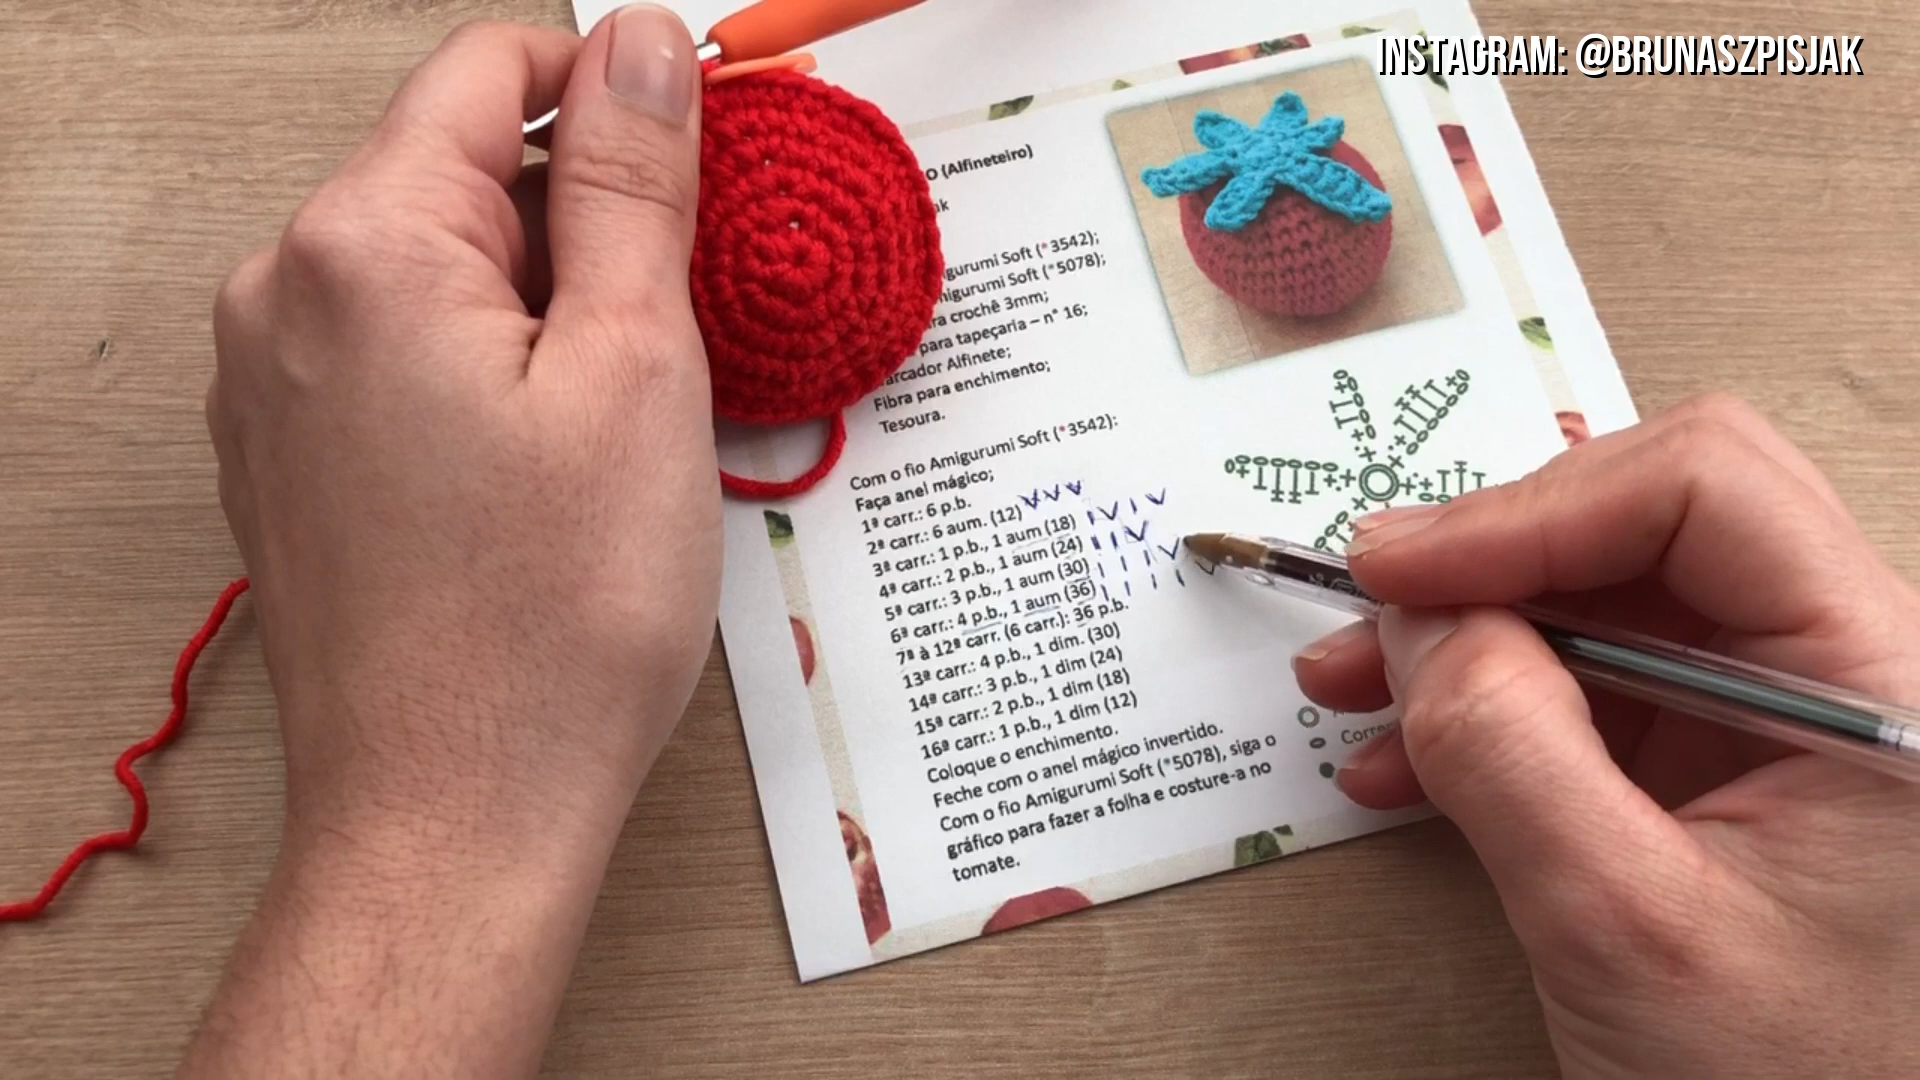 INSTAGRAM: @BRUNASZPISJAK
(Alfineteiro)
Soft (*3542);
Soft (*5078);
crochê 3mm;
para tapeçaria – n° 16;
Alfinete;
Fibra para enchimento;
Tesoura.
Com o fio Amigurumi Soft (*3542):
Faça anel mágico;
1ª carr.: 6 p.b.
2ª carr.: 6 aum. (12)
3ª carr.: 1 p.b., 1 aum (18)
4ª carr.: 2 p.b., 1 aum (24)
5ª carr.: 3 p.b., 1 aum (30)
6ª carr.: 4 p.b., 1 aum (36)
7ª à 12ª carr. (6 carr.): 36 p.b.
13ª carr.: 4 p.b., 1 dim. (30)
14ª carr.: 3 p.b., 1 dim (24)
15ª carr.: 2 p.b., 1 dim (18)
16ª carr.: 1 p.b., 1 dim (12)
Coloque o enchimento.
Feche com o anel mágico invertido.
Com o fio Amigurumi Soft (*5078), siga o
gráfico para fazer a folha e costure-a no
tomate.